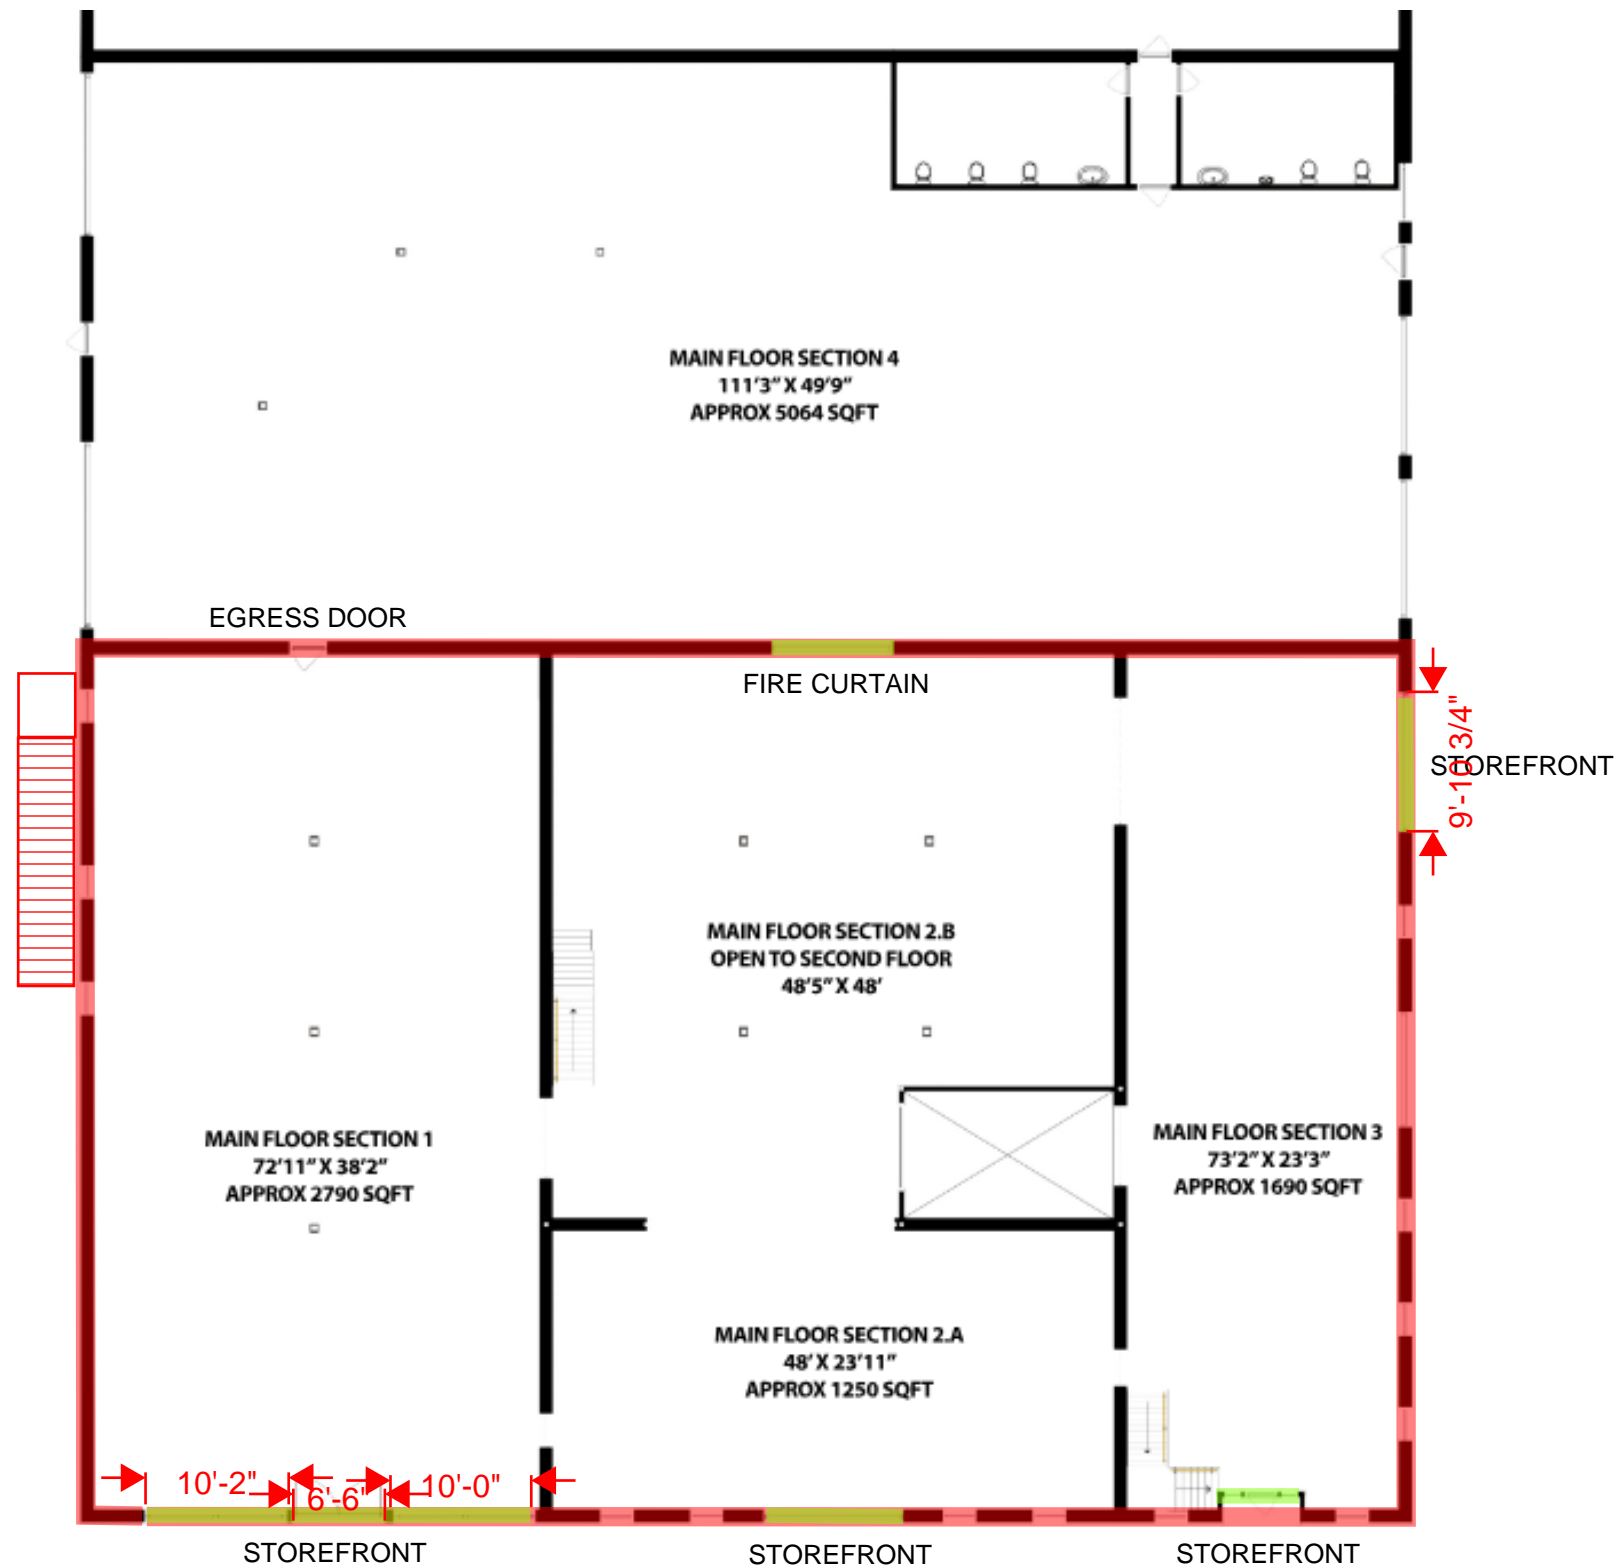 MAIN FLOOR SECTION 4
111'3" X 49'9"
APPROX 5064 SQFT
EGRESS DOOR
FIRE CURTAIN
9'-10 3/4"
STOREFRONT
MAIN FLOOR SECTION 2.B
OPEN TO SECOND FLOOR
48'5" X 48'
MAIN FLOOR SECTION 1
72'11" X 38'2"
APPROX 2790 SQFT
MAIN FLOOR SECTION 3
73'2" X 23'3"
APPROX 1690 SQFT
MAIN FLOOR SECTION 2.A
48' X 23'11"
APPROX 1250 SQFT
10'-2"
6'-6"
10'-0"
STOREFRONT
STOREFRONT
STOREFRONT